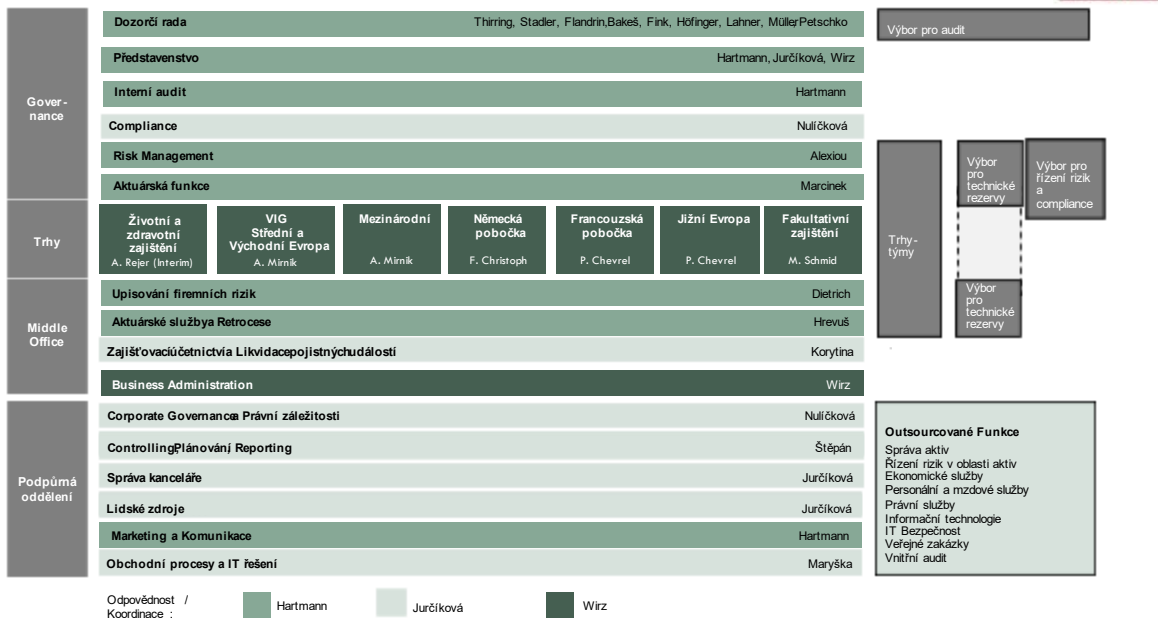 Gover-
nance
Dozorčí rada Thirring, Stadler, Flandrin,Bakeš, Fink, Höfinger, Lahner, Müller,Petschko
Představenstvo Hartmann, Jurčíková, Wirz
Interní audit Hartmann
Compliance Nulíčková
Risk Management Alexiou
Aktuárská funkce Marcinek
Výbor pro audit
Trhy
Životní a
zdravotní
zajištění
A. Rejer (Interim)
VIG
Střední a
Východní Evropa
A. Mirnik
Mezinárodní
A. Mirnik
Německá
pobočka
F. Christoph
Francouzská
pobočka
P. Chevrel
Jížní Evropa
P. Chevrel
Fakultativní
zajištění
M. Schmid
Trhy-
týmy
Výbor
pro
technické
rezervy
Výbor pro
řízení rizik
a
compliance
Výbor
pro
technické
rezervy
Middle
Office
Upisování firemních rizik Dietrich
Aktuárské službya Retrocese Hrevuš
Zajišťovacíúčetnictvía Likvidacepojistnýchudálostí Korytina
Business Administration Wirz
Podpůrná
oddělení
Corporate Governancea Právní záležitosti Nulíčková
Controlling,Plánování, Reporting Štěpán
Správa kanceláře Jurčíková
Lidské zdroje Jurčíková
Marketing a Komunikace Hartmann
Obchodní procesy a IT řešení Maryška
Outsourcované Funkce
Správa aktiv
Řízení rizik v oblasti aktiv
Ekonomické služby
Personální a mzdové služby
Právní služby
Informační technologie
IT Bezpečnost
Veřejné zakázky
Vnitřní audit
Odpovědnost /
Koordinace :
Hartmann
Jurčíková
Wirz